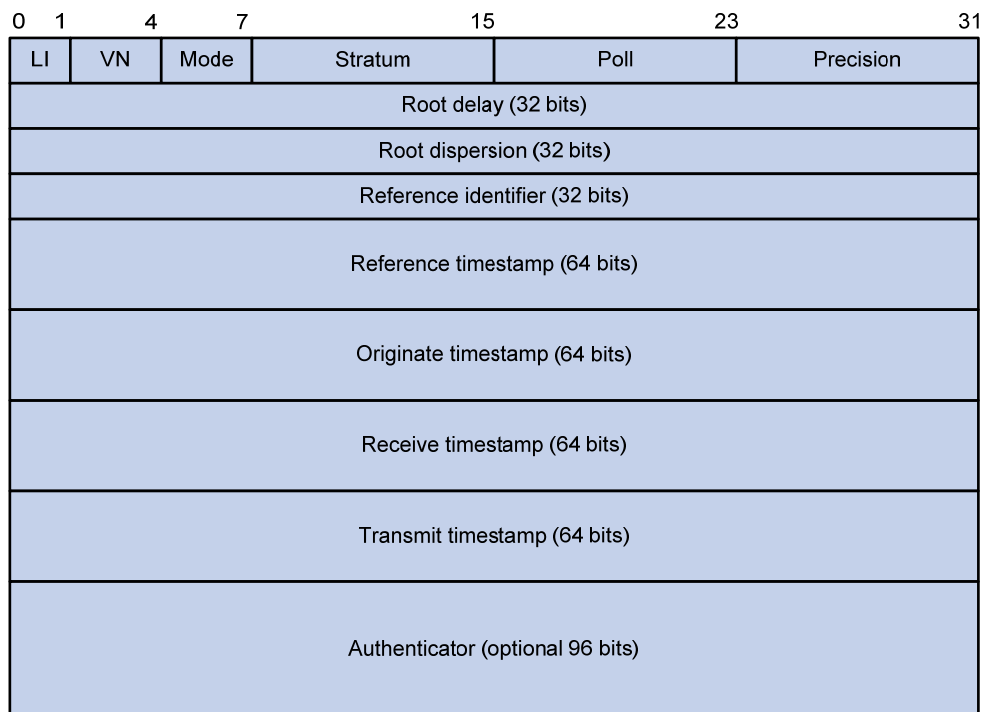 0 1 4 7 15 23 31
LI VN Mode Stratum Poll Precision
Root delay (32 bits)
Root dispersion (32 bits)
Reference identifier (32 bits)
Reference timestamp (64 bits)
Originate timestamp (64 bits)
Receive timestamp (64 bits)
Transmit timestamp (64 bits)
Authenticator (optional 96 bits)